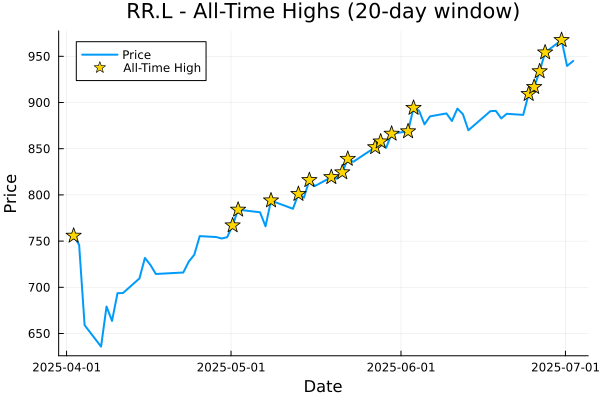 RR.L - All-Time Highs (20-day window)
Price
All-Time High
950
900
850
800
750
700
650
Price
2025-04-01
2025-05-01
2025-06-01
2025-07-01
Date